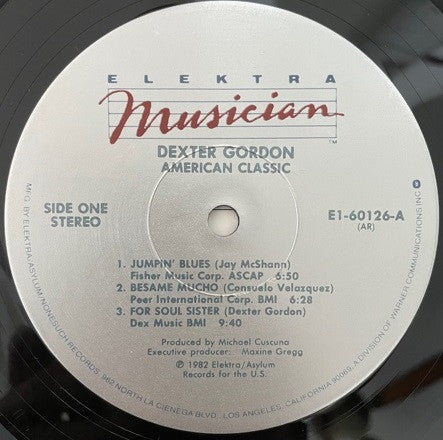 ELEKTRA
Musician
TM
DEXTER GORDON
AMERICAN CLASSIC
SIDE ONE
STEREO
E1-60126-A
(AR)
1. JUMPIN' BLUES (Jay McShann)
Fisher Music Corp. ASCAP 6:50
2. BESAME MUCHO (Consuelo Velazquez)
Peer International Corp. BMI 6:28
3. FOR SOUL SISTER (Dexter Gordon)
Dex Music BMI 9:40
Produced by Michael Cuscuna
Executive producer: Maxine Gregg
℗ 1982 Elektra/Asylum
Records for the U.S.
MFG. BY ELEKTRA/ASYLUM/NONESUCH RECORDS, 962 NORTH LA CIENEGA BLVD., LOS ANGELES, CALIFORNIA 90069, A DIVISION OF WARNER COMMUNICATIONS INC.